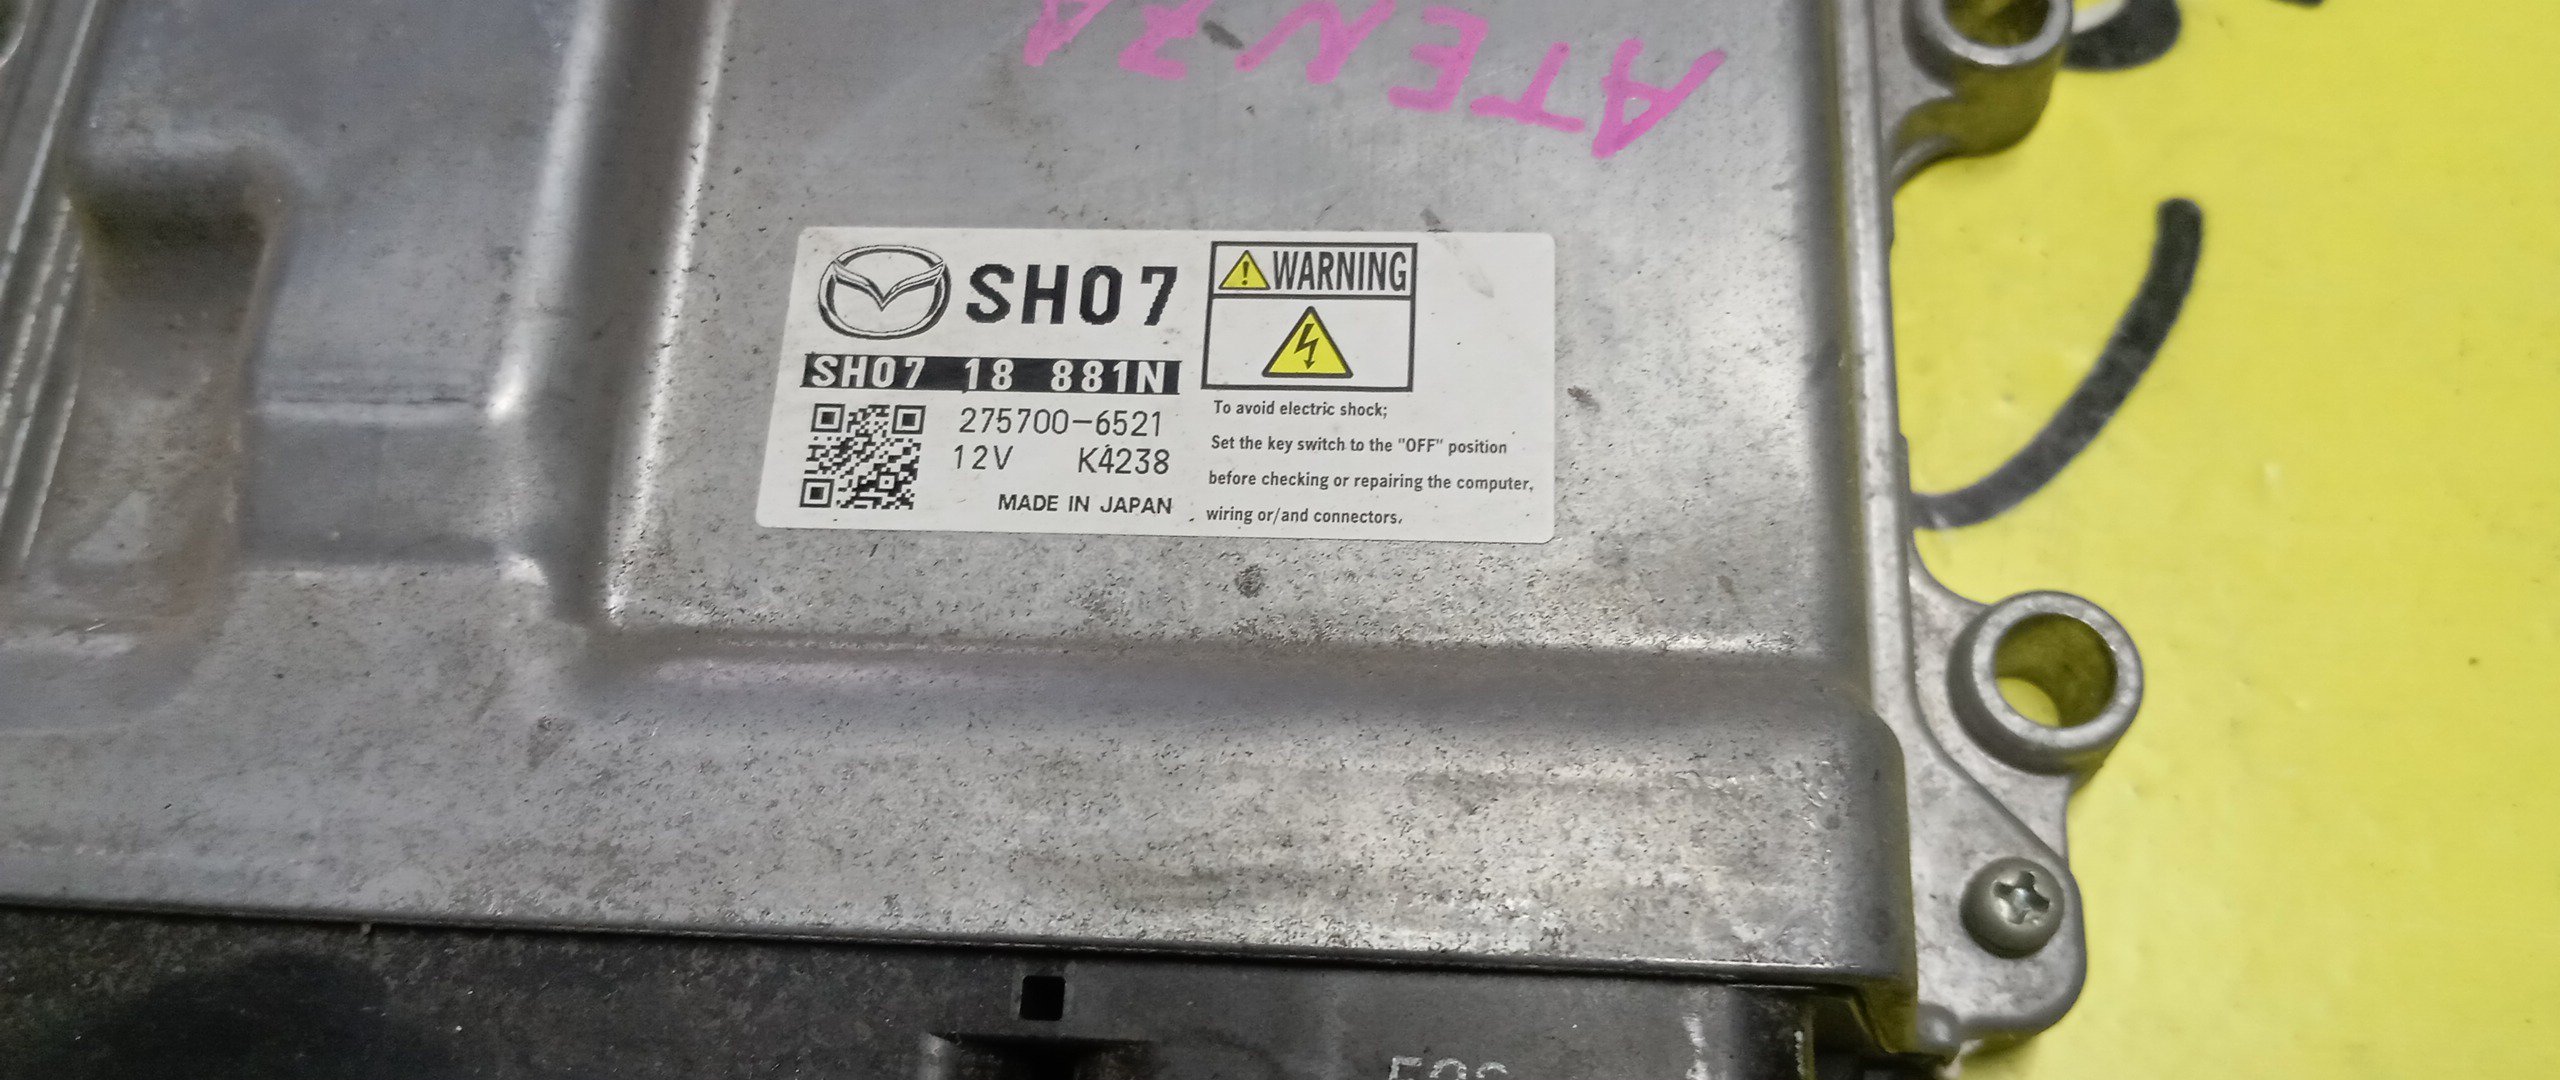 ATENZA
SH07
SH07 18 881N
275700-6521
12V K4238
MADE IN JAPAN
WARNING
To avoid electric shock;
Set the key switch to the "OFF" position
before checking or repairing the computer,
wiring or/and connectors.